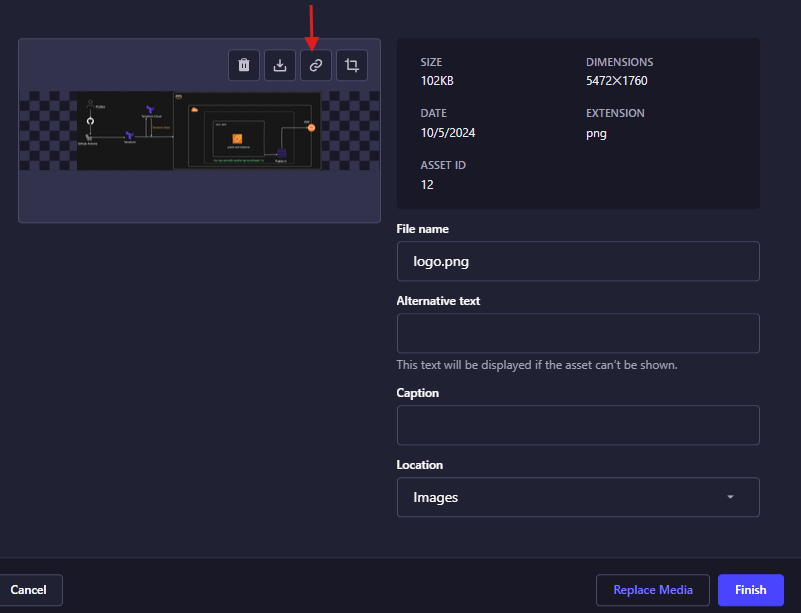 SIZE
102KB
DIMENSIONS
5472✕1760
DATE
10/5/2024
EXTENSION
png
ASSET ID
12
File name
logo.png
Alternative text
This text will be displayed if the asset can't be shown.
Caption
Location
Images
Cancel
Replace Media
Finish